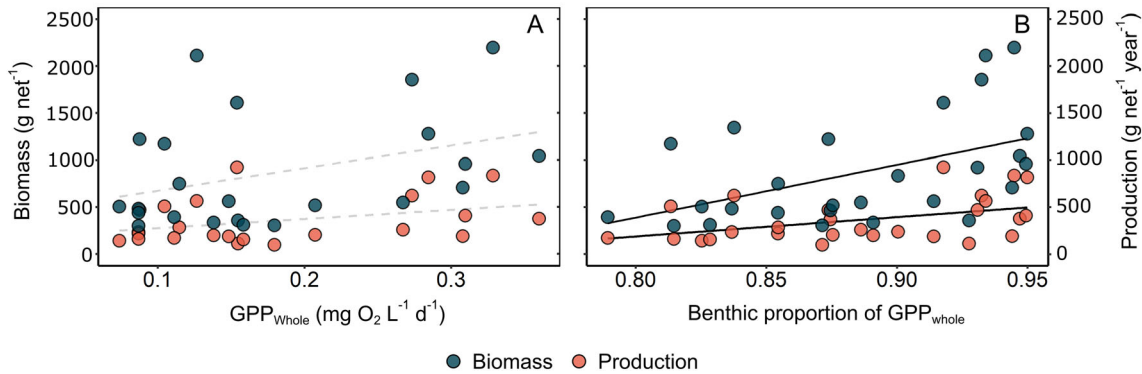 A
B
Biomass (g net⁻¹)
2500
2000
1500
1000
500
0
0.1
0.2
0.3
GPPWhole (mg O₂ L⁻¹ d⁻¹)
0.80
0.85
0.90
0.95
Benthic proportion of GPPwhole
2500
2000
1500
1000
500
0
Production (g net⁻¹ year⁻¹)
Biomass Production